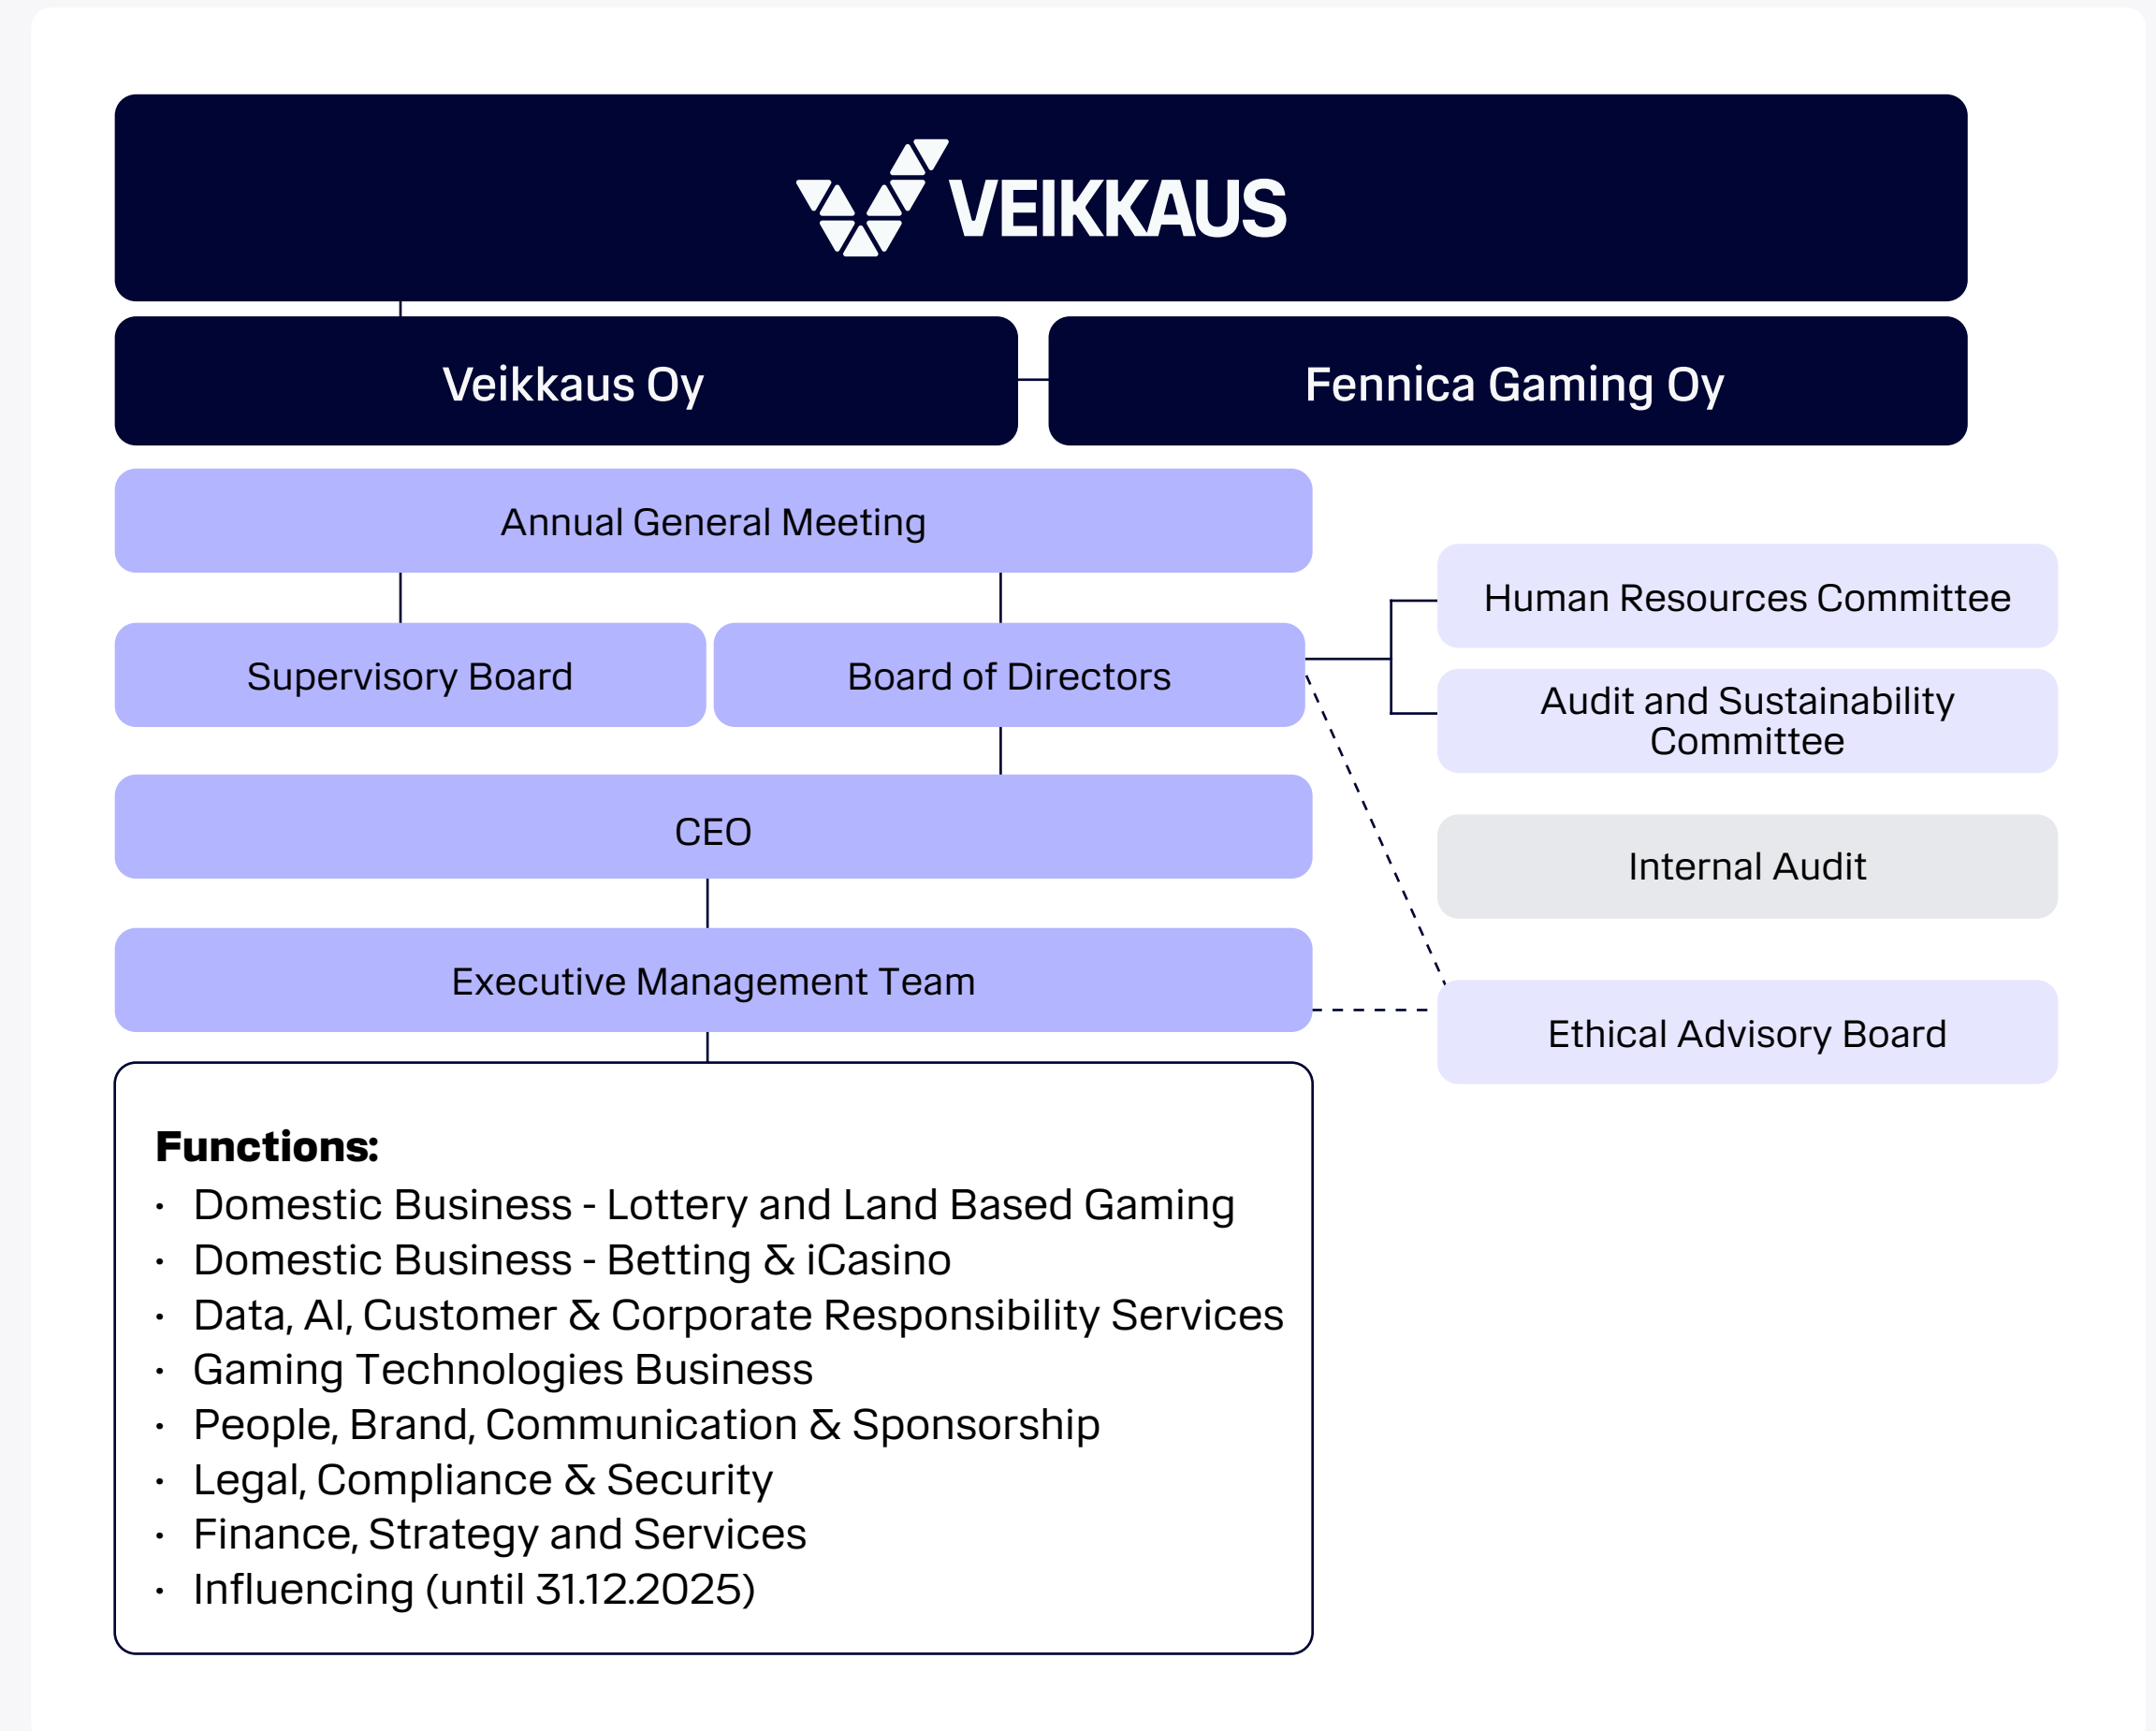 VEIKKAUS
Veikkaus Oy
Fennica Gaming Oy
Annual General Meeting
Supervisory Board
Board of Directors
Human Resources Committee
Audit and Sustainability
Committee
CEO
Internal Audit
Executive Management Team
Ethical Advisory Board
Functions:
· Domestic Business - Lottery and Land Based Gaming
· Domestic Business - Betting & iCasino
· Data, AI, Customer & Corporate Responsibility Services
· Gaming Technologies Business
· People, Brand, Communication & Sponsorship
· Legal, Compliance & Security
· Finance, Strategy and Services
· Influencing (until 31.12.2025)